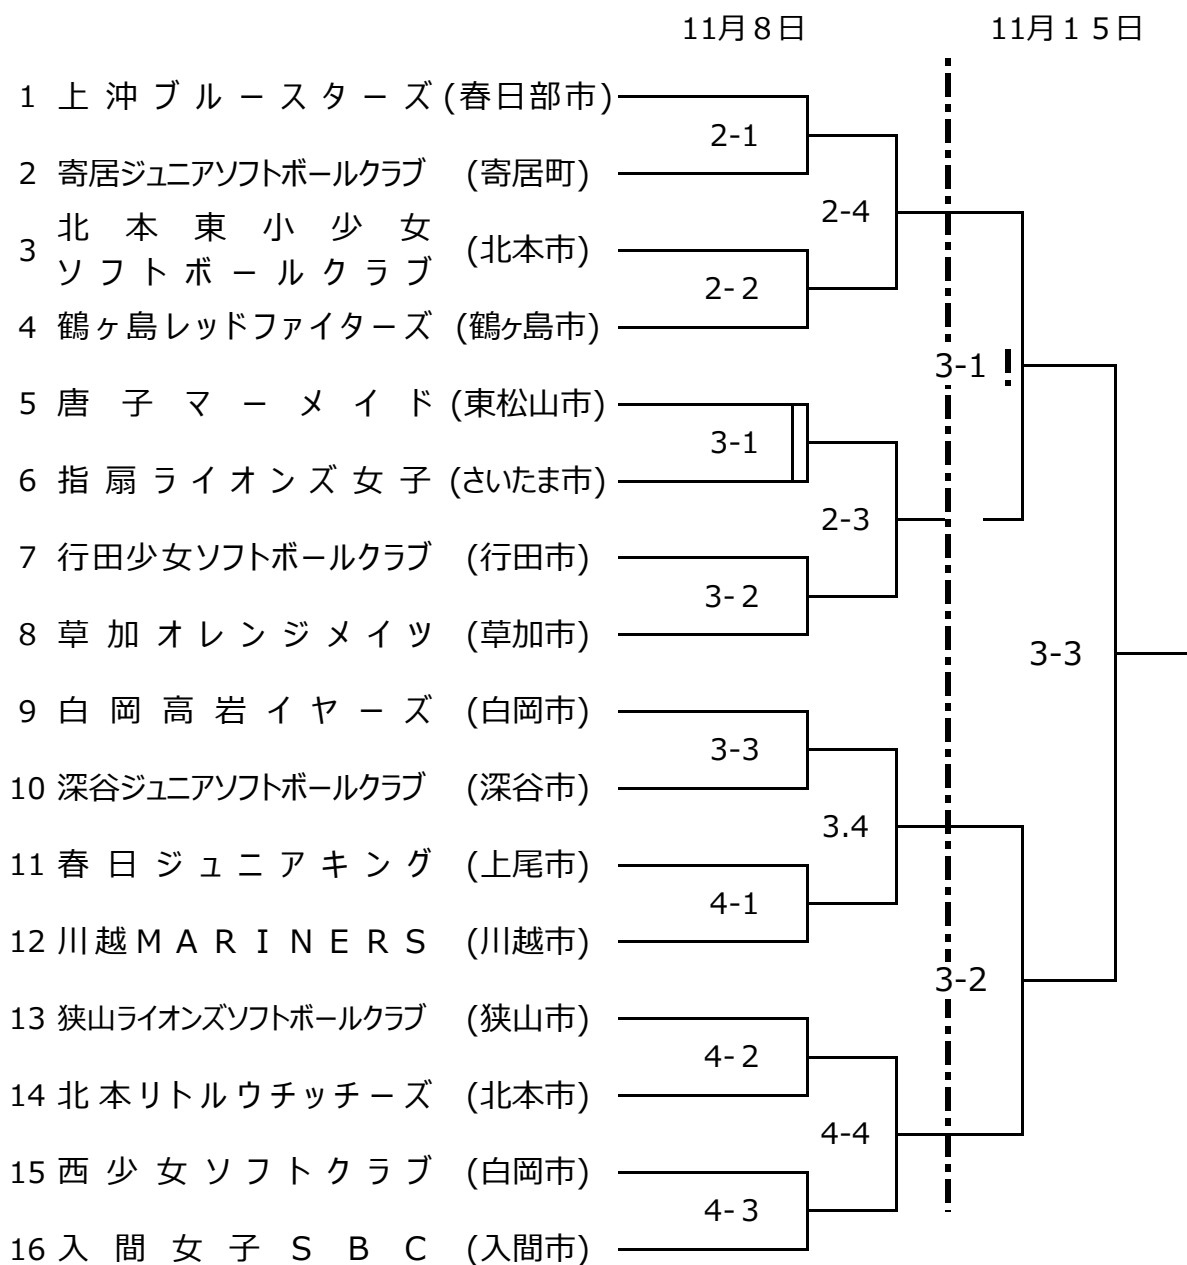 11月８日 11月１５日
1 上沖ブルースターズ (春日部市)
2-1
2 寄居ジュニアソフトボールクラブ (寄居町)
2-4
3 北本東小少女
ソフトボールクラブ (北本市)
2-２
4 鶴ヶ島レッドファイターズ (鶴ヶ島市)
3-1
5 唐子マーメイド (東松山市)
3-1
6 指扇ライオンズ女子 (さいたま市)
2-3
7 行田少女ソフトボールクラブ (行田市)
3-２
8 草加オレンジメイツ (草加市)
3-3
9 白岡高岩イヤーズ (白岡市)
3-3
10 深谷ジュニアソフトボールクラブ (深谷市)
3.4
11 春日ジュニアキング (上尾市)
4-1
12 川越ＭＡＲＩＮＥＲＳ (川越市)
3-2
13 狭山ライオンズソフトボールクラブ (狭山市)
4-２
14 北本リトルウチッチーズ (北本市)
4-4
15 西少女ソフトクラブ (白岡市)
4-３
16 入間女子ＳＢＣ (入間市)